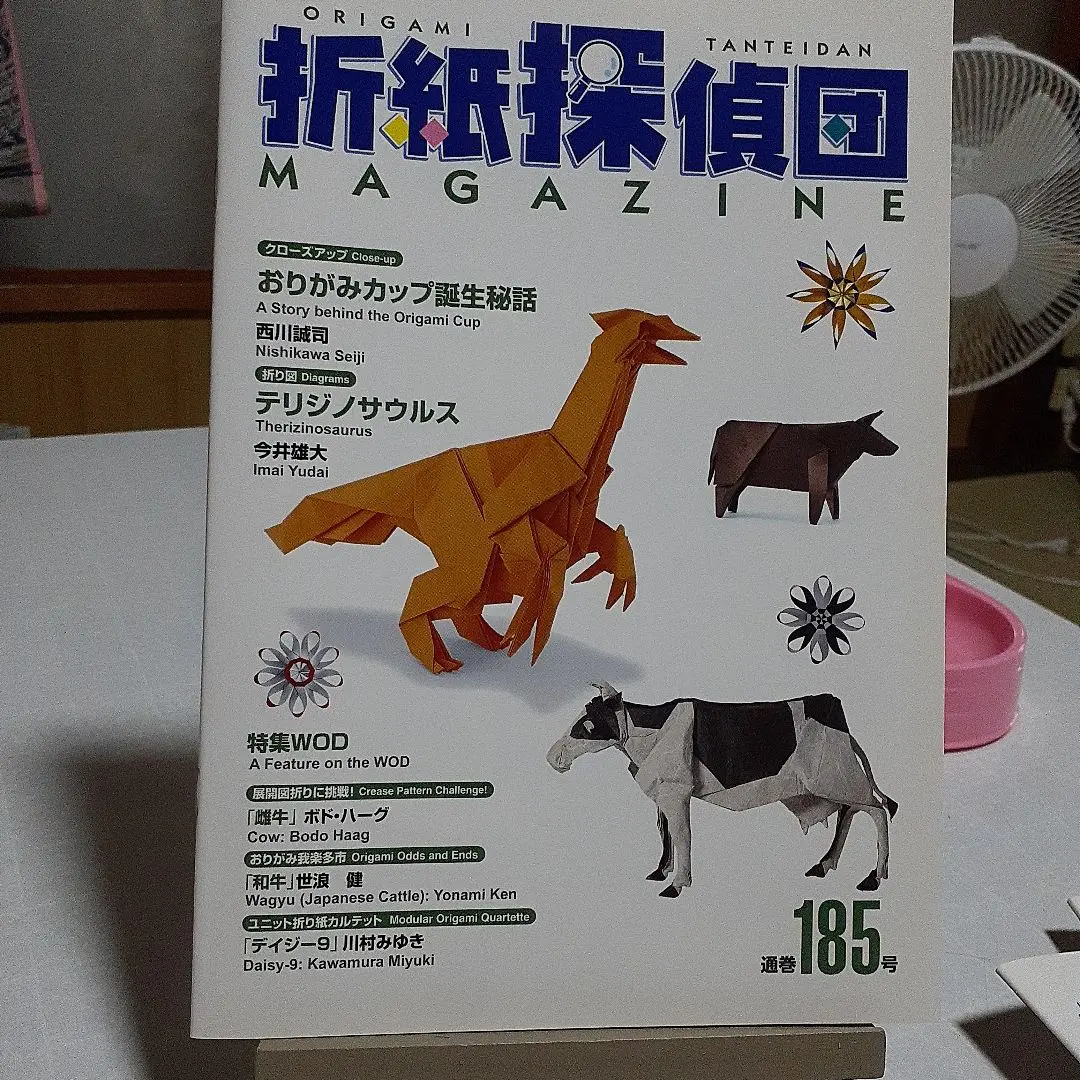 ORIGAMI TANTEIDAN
折紙探偵団
MAGAZINE
クローズアップ Close-up
おりがみカップ誕生秘話
A Story behind the Origami Cup
西川誠司
Nishikawa Seiji
折り図 Diagrams
テリジノサウルス
Therizinosaurus
今井雄大
Imai Yudai
特集WOD
A Feature on the WOD
展開図折りに挑戦! Crease Pattern Challenge!
「雌牛」 ボド・ハーグ
Cow: Bodo Haag
おりがみ我楽多市 Origami Odds and Ends
「和牛」世浪 健
Wagyu (Japanese Cattle): Yonami Ken
ユニット折り紙カルテット Modular Origami Quartette
「デイジー9」川村みゆき
Daisy-9: Kawamura Miyuki
通巻185号